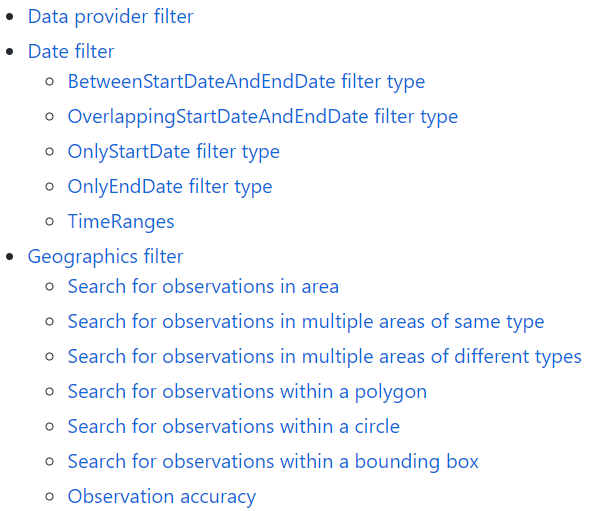 Data provider filter
Date filter
BetweenStartDateAndEndDate filter type
OverlappingStartDateAndEndDate filter type
OnlyStartDate filter type
OnlyEndDate filter type
TimeRanges
Geographics filter
Search for observations in area
Search for observations in multiple areas of same type
Search for observations in multiple areas of different types
Search for observations within a polygon
Search for observations within a circle
Search for observations within a bounding box
Observation accuracy